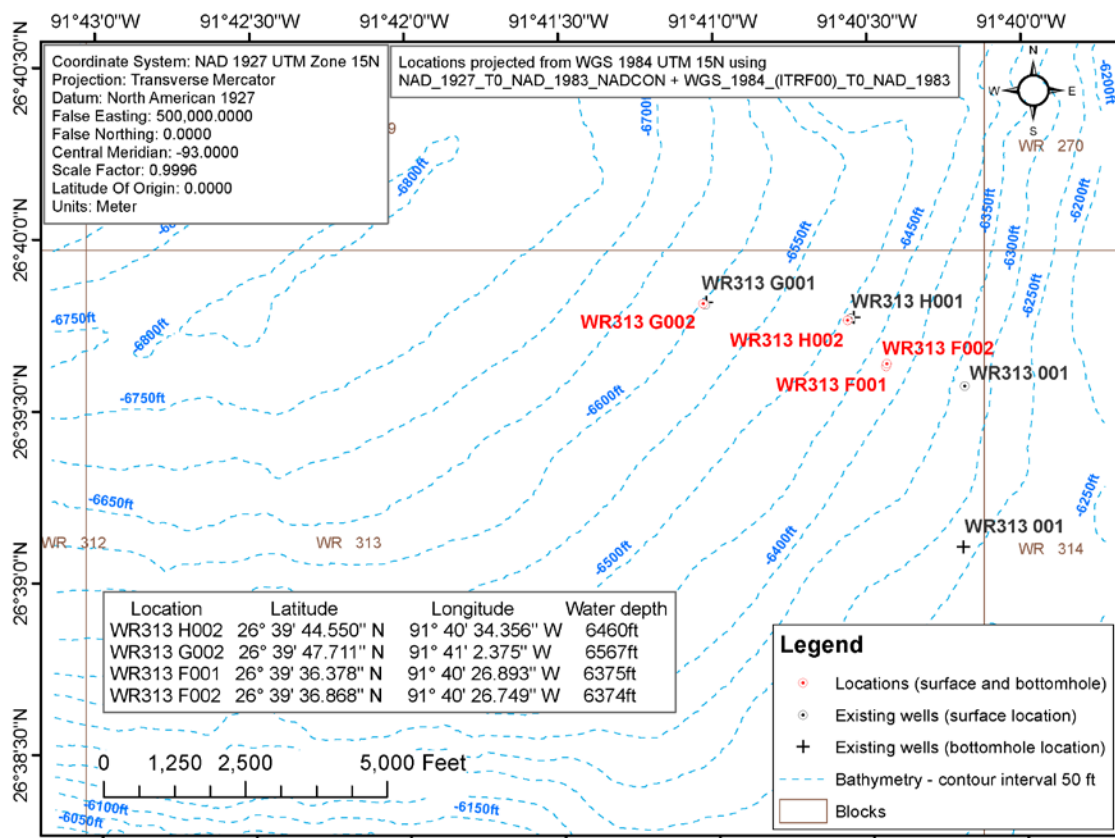 91°43'0"W 91°42'30"W 91°42'0"W 91°41'30"W 91°41'0"W 91°40'30"W 91°40'0"W
26°40'30"N
26°40'0"N
26°39'30"N
26°39'0"N
26°38'30"N
Coordinate System: NAD 1927 UTM Zone 15N
Projection: Transverse Mercator
Datum: North American 1927
False Easting: 500,000.0000
False Northing: 0.0000
Central Meridian: -93.0000
Scale Factor: 0.9996
Latitude Of Origin: 0.0000
Units: Meter
Locations projected from WGS 1984 UTM 15N using
NAD_1927_T0_NAD_1983_NADCON + WGS_1984_(ITRF00)_T0_NAD_1983
N
W E
S
9
WR 270
-6200ft
-6700ft
-6800ft
-6200ft
-6350ft
-6450ft
-6550ft
-6300ft
-6250ft
WR313 G001
WR313 H001
WR313 G002
WR313 H002
WR313 F002
WR313 F001
WR313 001
-6750ft
-6800ft
-6750ft
-6600ft
-6650ft
-6250ft
WR313 001
WR 312
WR 313
WR 314
-6500ft
-6400ft
Location Latitude Longitude Water depth
WR313 H002 26° 39' 44.550" N 91° 40' 34.356" W 6460ft
WR313 G002 26° 39' 47.711" N 91° 41' 2.375" W 6567ft
WR313 F001 26° 39' 36.378" N 91° 40' 26.893" W 6375ft
WR313 F002 26° 39' 36.868" N 91° 40' 26.749" W 6374ft
0 1,250 2,500 5,000 Feet
-6100ft
-6050ft
-6150ft
Legend
Locations (surface and bottomhole)
Existing wells (surface location)
Existing wells (bottomhole location)
Bathymetry - contour interval 50 ft
Blocks